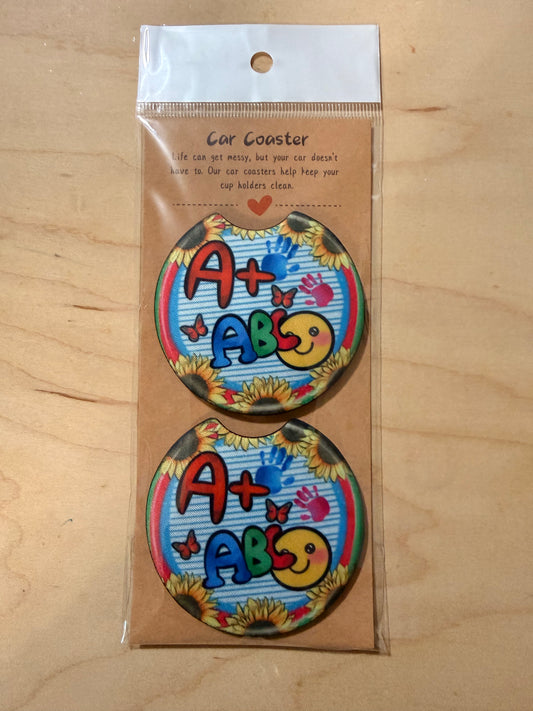 Car Coaster
Life can get messy, but your car doesn't
have to. Our car coasters help keep your
cup holders clean.
A+
ABC
A+
ABC